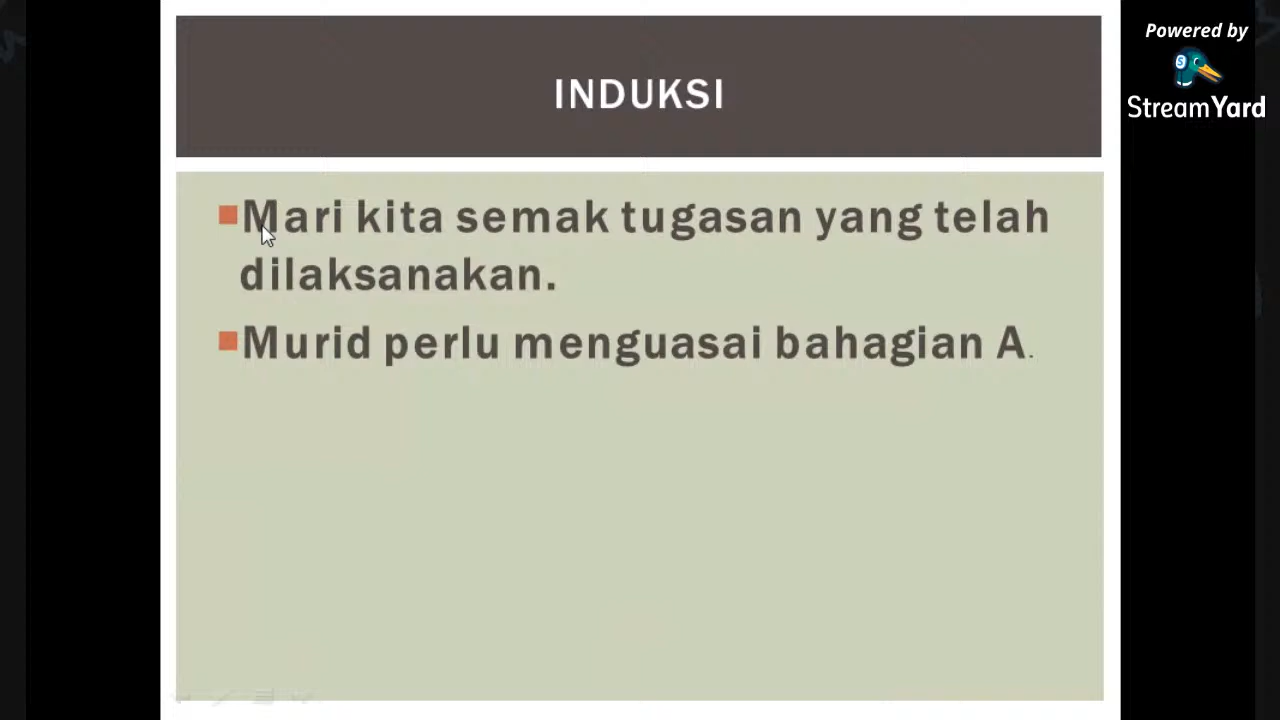 INDUKSI
Mari kita semak tugasan yang telah
dilaksanakan.
Murid perlu menguasai bahagian A.
Powered by
StreamYard